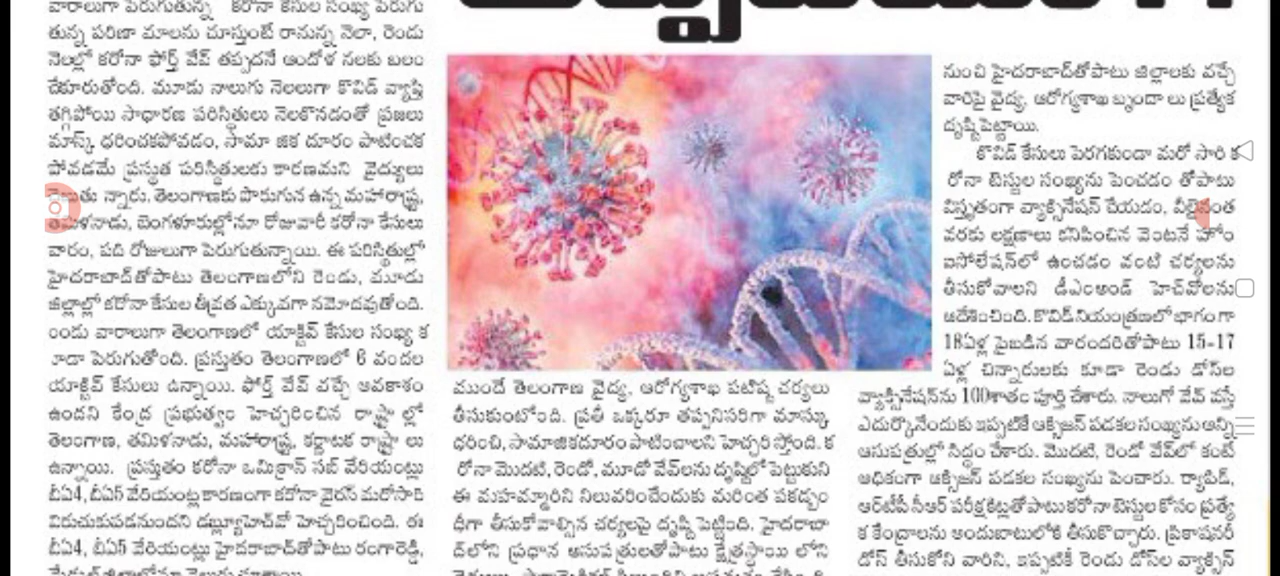 వారాలుగా పెరుగుతున్న కరోనా కేసుల సంఖ్య పెరుగు
తున్న పరిణా మాలను చూస్తుంటే రానున్న నెలా, రెండు
నెలల్లో కరోనా ఫోర్త్ వేవ్ తప్పదనే ఆందోళ నలకు బలం
చేకూరుతోంది. మూడు నాలుగు నెలలుగా కొవిడ్ వ్యాప్తి
తగ్గిపోయి సాధారణ పరిస్థితులు నెలకొనడంతో ప్రజలు
మాస్క్ ధరించకపోవడం, సామా జిక దూరం పాటించక
పోవడమే ప్రస్తుత పరిస్థితులకు కారణమని వైద్యులు
చెబుతు న్నారు. తెలంగాణకు పొరుగున ఉన్న మహారాష్ట్ర,
తమిళనాడు, బెంగళూరుల్లోనూ రోజువారీ కరోనా కేసులు
వారం, పది రోజులుగా పెరుగుతున్నాయి. ఈ పరిస్థితుల్లో
హైదరాబాద్‌తోపాటు తెలంగాణలోని రెండు, మూడు
జిల్లాల్లో కరోనా కేసుల తీవ్రత ఎక్కువగా నమోదవుతోంది.
రెండు వారాలుగా తెలంగాణలో యాక్టివ్ కేసుల సంఖ్య క
ూడా పెరుగుతోంది. ప్రస్తుతం తెలంగాణలో 6 వందల
యాక్టివ్ కేసులు ఉన్నాయి. ఫోర్త్ వేవ్ వచ్చే అవకాశం
ఉందని కేంద్ర ప్రభుత్వం హెచ్చరించిన రాష్ట్రా ల్లో
తెలంగాణ, తమిళనాడు, మహారాష్ట్ర, కర్ణాటక రాష్ట్రా లు
ఉన్నాయి. ప్రస్తుతం కరోనా ఒమిక్రాన్ సబ్ వేరియంట్లు
బీఏ4, బీఏ5 వేరియంట్ల కారణంగా కరోనా వైరస్ మరోసారి
విరుచుకుపడనుందని డబ్ల్యూహెచ్‌వో హెచ్చరించింది. ఈ
బీఏ4, బీఏ5 వేరియంట్లు హైదరాబాద్‌తోపాటు రంగారెడ్డి,
ముందే తెలంగాణ వైద్య, ఆరోగ్యశాఖ పటిష్ట చర్యలు
తీసుకుంటోంది. ప్రతీ ఒక్కరూ తప్పనిసరిగా మాస్కు
ధరించి, సామాజికదూరం పాటించాలని హెచ్చరి స్తోంది. క
రోనా మొదటి, రెండో, మూడో వేవ్‌లను దృష్టిలో పెట్టుకుని
ఈ మహమ్మారిని నిలువరించేందుకు మరింత పకడ్బం
దీగా తీసుకోవాల్సిన చర్యలపై దృష్టి పెట్టింది. హైదరాబా
ద్‌లోని ప్రధాన ఆసుపత్రులతోపాటు క్షేత్రస్థాయి లోని
నుంచి హైదరాబాద్‌తోపాటు జిల్లాలకు వచ్చే
వారిపై వైద్య, ఆరోగ్యశాఖ బృందా లు ప్రత్యేక
దృష్టిపెట్టాయి.
కొవిడ్ కేసులు పెరగకుండా మరో సారి క
రోనా టెస్టుల సంఖ్యను పెంచడం తోపాటు
విస్తృతంగా వ్యాక్సినేషన్ చేయడం, వీలైనంత
వరకు లక్షణాలు కనిపించిన వెంటనే హోం
ఐసోలేషన్‌లో ఉంచడం వంటి చర్యలను
తీసుకోవాలని డీఎంఅండ్ హెచ్‌వోలను
ఆదేశించింది. కొవిడ్ నియంత్రణలో భాగం గా
18ఏళ్ల పైబడిన వారందరితోపాటు 15-17
ఏళ్ల చిన్నారులకు కూడా రెండు డోస్‌ల
వ్యాక్సినేషన్‌ను 100శాతం పూర్తి చేశారు. నాలుగో వేవ్ వస్తే
ఎదుర్కొనేందుకు ఇప్పటికే ఆక్సిజన్ పడకల సంఖ్యను అన్ని
ఆసుపత్రుల్లో సిద్ధం చేశారు. మొదటి, రెండో వేవ్‌లో కంటే
అధికంగా ఆక్సిజన్ పడకల సంఖ్యను పెంచారు. ర్యాపిడ్,
ఆర్‌టీపీ సీఆర్ పరీక్షకిట్లతోపాటు కరోనా టెస్టుల కోసం ప్రత్యే
క కేంద్రాలను అందుబాటులోకి తీసుకొచ్చారు. ప్రికాషనరీ
డోస్ తీసుకోని వారిని, ఇప్పటికే రెండు డోస్‌ల వ్యాక్సిన్